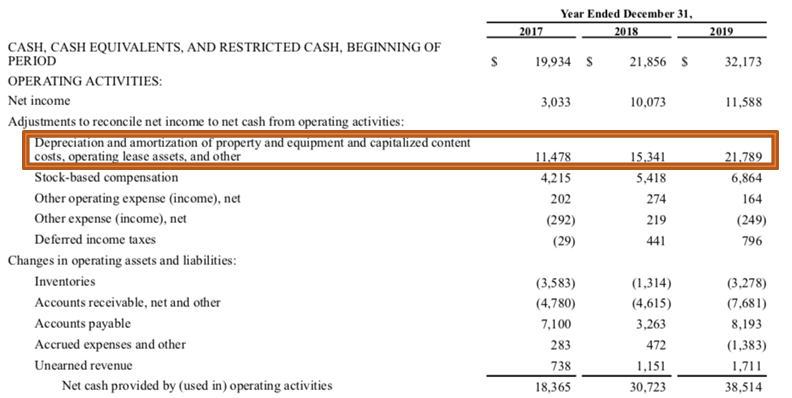 Year Ended December 31,
2017 2018 2019
CASH, CASH EQUIVALENTS, AND RESTRICTED CASH, BEGINNING OF
PERIOD $ 19,934 $ 21,856 $ 32,173
OPERATING ACTIVITIES:
Net income 3,033 10,073 11,588
Adjustments to reconcile net income to net cash from operating activities:
Depreciation and amortization of property and equipment and capitalized content
costs, operating lease assets, and other 11,478 15,341 21,789
Stock-based compensation 4,215 5,418 6,864
Other operating expense (income), net 202 274 164
Other expense (income), net (292) 219 (249)
Deferred income taxes (29) 441 796
Changes in operating assets and liabilities:
Inventories (3,583) (1,314) (3,278)
Accounts receivable, net and other (4,780) (4,615) (7,681)
Accounts payable 7,100 3,263 8,193
Accrued expenses and other 283 472 (1,383)
Unearned revenue 738 1,151 1,711
Net cash provided by (used in) operating activities 18,365 30,723 38,514